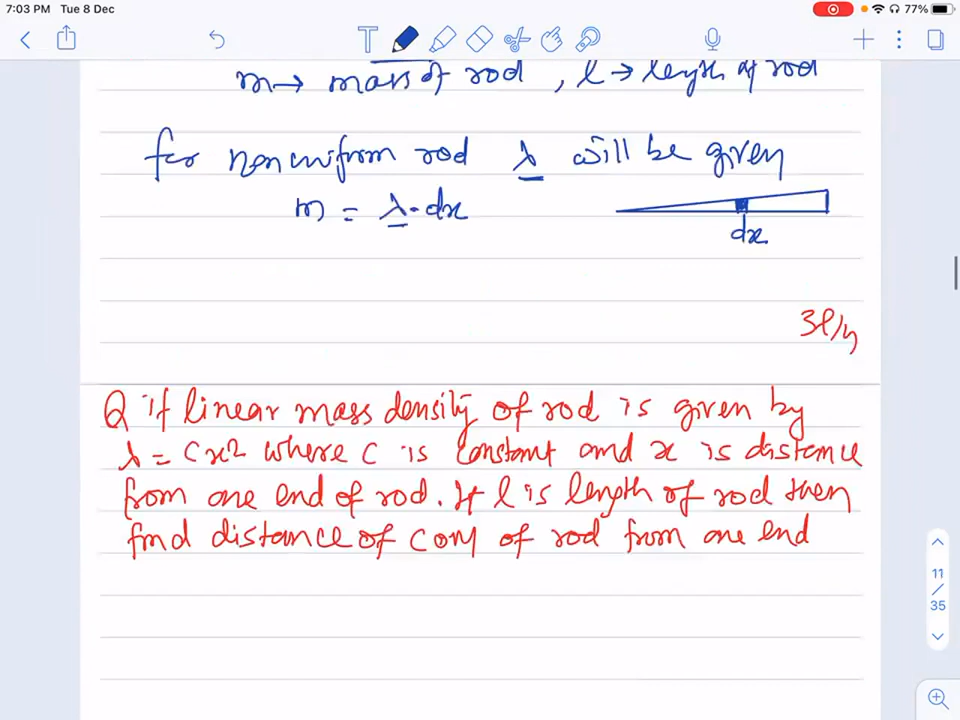 7:03 PM Tue 8 Dec
77%
T
m → mass of rod , l → length of rod
for nonuniform rod λ will be given
m = λ · dx
dx
3l/4
Q if linear mass density of rod is given by
λ = cx² where c is constant and x is distance
from one end of rod. If l is length of rod then
find distance of com of rod from one end
11
/
35